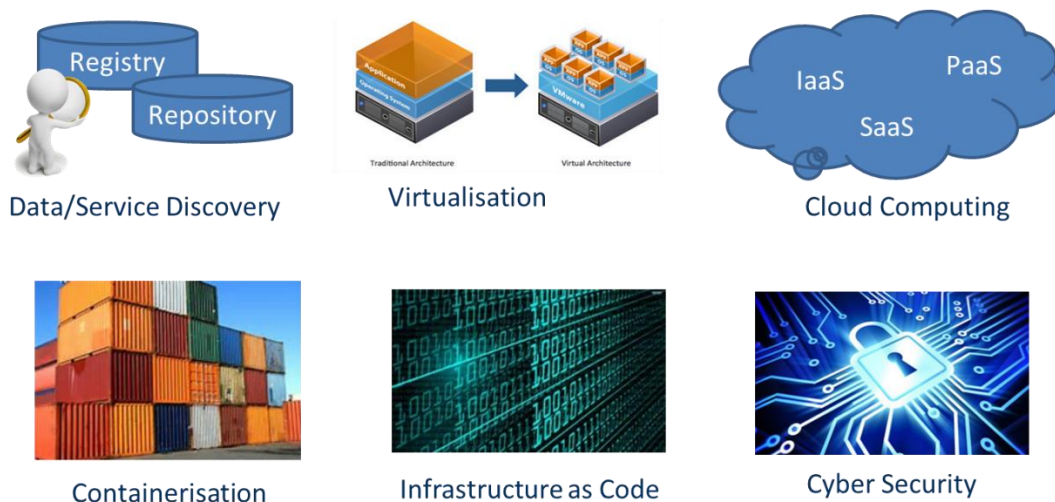 Registry
Repository
Data/Service Discovery
Application
Operating System
Traditional Architecture
VMware
Virtual Architecture
Virtualisation
IaaS
PaaS
SaaS
Cloud Computing
Containerisation
Infrastructure as Code
Cyber Security